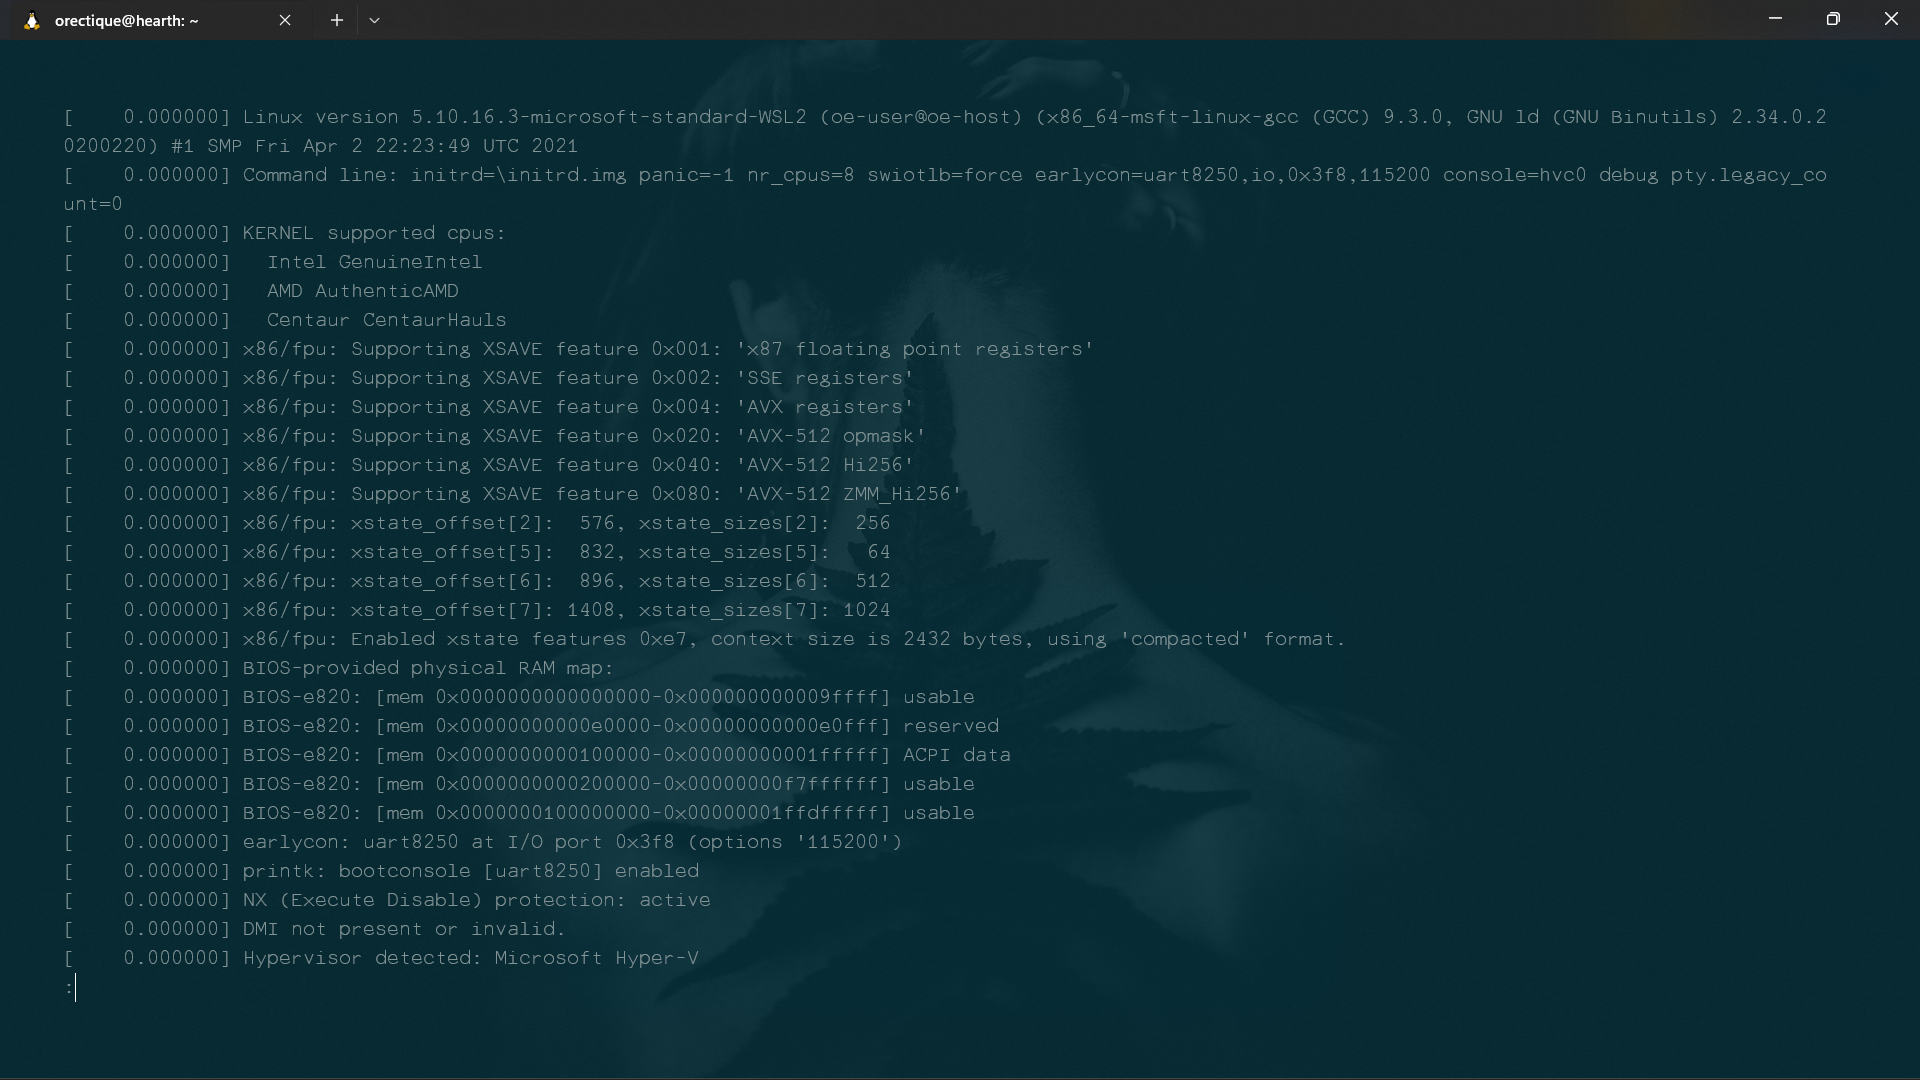 orectique@hearth: ~
[    0.000000] Linux version 5.10.16.3-microsoft-standard-WSL2 (oe-user@oe-host) (x86_64-msft-linux-gcc (GCC) 9.3.0, GNU ld (GNU Binutils) 2.34.0.2
0200220) #1 SMP Fri Apr 2 22:23:49 UTC 2021
[    0.000000] Command line: initrd=\initrd.img panic=-1 nr_cpus=8 swiotlb=force earlycon=uart8250,io,0x3f8,115200 console=hvc0 debug pty.legacy_co
unt=0
[    0.000000] KERNEL supported cpus:
[    0.000000]   Intel GenuineIntel
[    0.000000]   AMD AuthenticAMD
[    0.000000]   Centaur CentaurHauls
[    0.000000] x86/fpu: Supporting XSAVE feature 0x001: 'x87 floating point registers'
[    0.000000] x86/fpu: Supporting XSAVE feature 0x002: 'SSE registers'
[    0.000000] x86/fpu: Supporting XSAVE feature 0x004: 'AVX registers'
[    0.000000] x86/fpu: Supporting XSAVE feature 0x020: 'AVX-512 opmask'
[    0.000000] x86/fpu: Supporting XSAVE feature 0x040: 'AVX-512 Hi256'
[    0.000000] x86/fpu: Supporting XSAVE feature 0x080: 'AVX-512 ZMM_Hi256'
[    0.000000] x86/fpu: xstate_offset[2]:  576, xstate_sizes[2]:  256
[    0.000000] x86/fpu: xstate_offset[5]:  832, xstate_sizes[5]:   64
[    0.000000] x86/fpu: xstate_offset[6]:  896, xstate_sizes[6]:  512
[    0.000000] x86/fpu: xstate_offset[7]: 1408, xstate_sizes[7]: 1024
[    0.000000] x86/fpu: Enabled xstate features 0xe7, context size is 2432 bytes, using 'compacted' format.
[    0.000000] BIOS-provided physical RAM map:
[    0.000000] BIOS-e820: [mem 0x0000000000000000-0x000000000009ffff] usable
[    0.000000] BIOS-e820: [mem 0x00000000000e0000-0x00000000000e0fff] reserved
[    0.000000] BIOS-e820: [mem 0x0000000000100000-0x00000000001fffff] ACPI data
[    0.000000] BIOS-e820: [mem 0x0000000000200000-0x00000000f7ffffff] usable
[    0.000000] BIOS-e820: [mem 0x0000000100000000-0x00000001ffdfffff] usable
[    0.000000] earlycon: uart8250 at I/O port 0x3f8 (options '115200')
[    0.000000] printk: bootconsole [uart8250] enabled
[    0.000000] NX (Execute Disable) protection: active
[    0.000000] DMI not present or invalid.
[    0.000000] Hypervisor detected: Microsoft Hyper-V
: